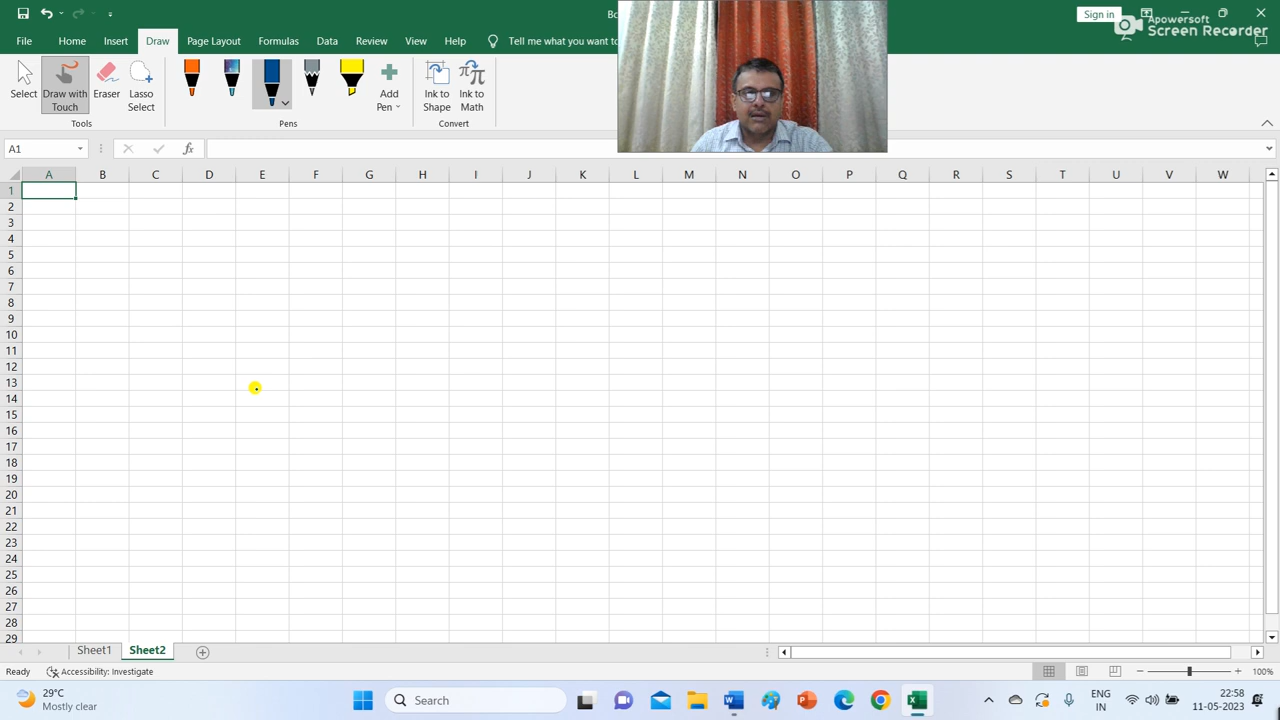 Bo
Sign in
Apowersoft
Screen Recorder
File Home Insert Draw Page Layout Formulas Data Review View Help Tell me what you want to
Select
Draw with Touch
Eraser
Lasso Select
Add Pen
Ink to Shape
Ink to Math
Tools Pens Convert
A1 fx
A B C D E F G H I J K L M N O P Q R S T U V W
1
2
3
4
5
6
7
8
9
10
11
12
13
14
15
16
17
18
19
20
21
22
23
24
25
26
27
28
29
Sheet1 Sheet2
Ready Accessibility: Investigate 100%
29°C
Mostly clear
Search
ENG
IN
22:58
11-05-2023